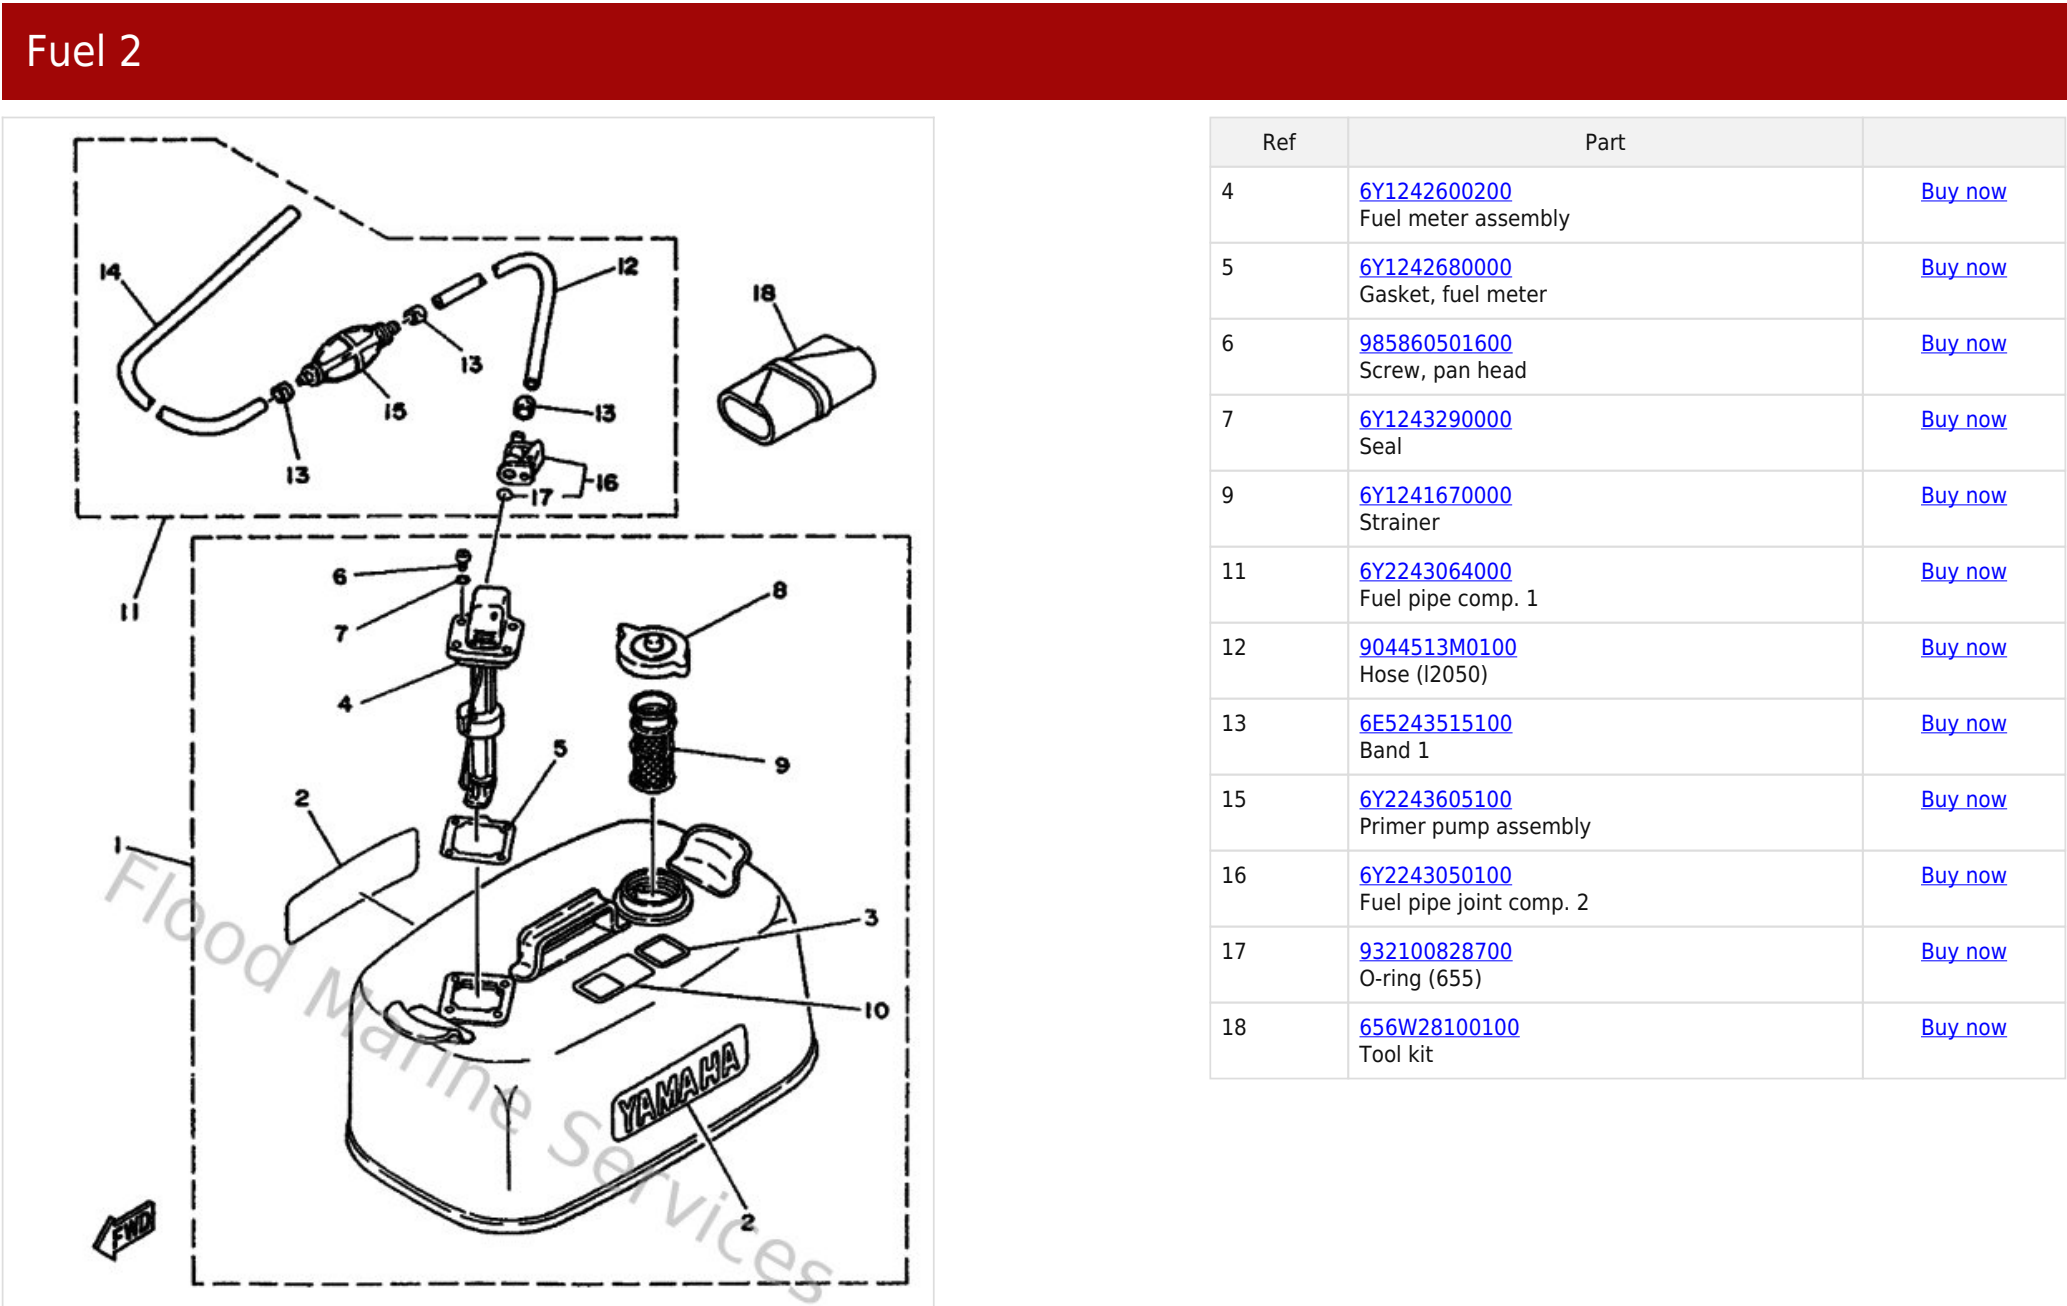 Fuel 2
14
12
18
13
15
13
13
16
17
11
6
7
8
4
5
9
2
1
3
10
YAMAHA
2
FWD
Flood Marine Services
Ref Part
4 6Y1242600200 Buy now
Fuel meter assembly
5 6Y1242680000 Buy now
Gasket, fuel meter
6 985860501600 Buy now
Screw, pan head
7 6Y1243290000 Buy now
Seal
9 6Y1241670000 Buy now
Strainer
11 6Y2243064000 Buy now
Fuel pipe comp. 1
12 9044513M0100 Buy now
Hose (l2050)
13 6E5243515100 Buy now
Band 1
15 6Y2243605100 Buy now
Primer pump assembly
16 6Y2243050100 Buy now
Fuel pipe joint comp. 2
17 932100828700 Buy now
O-ring (655)
18 656W28100100 Buy now
Tool kit